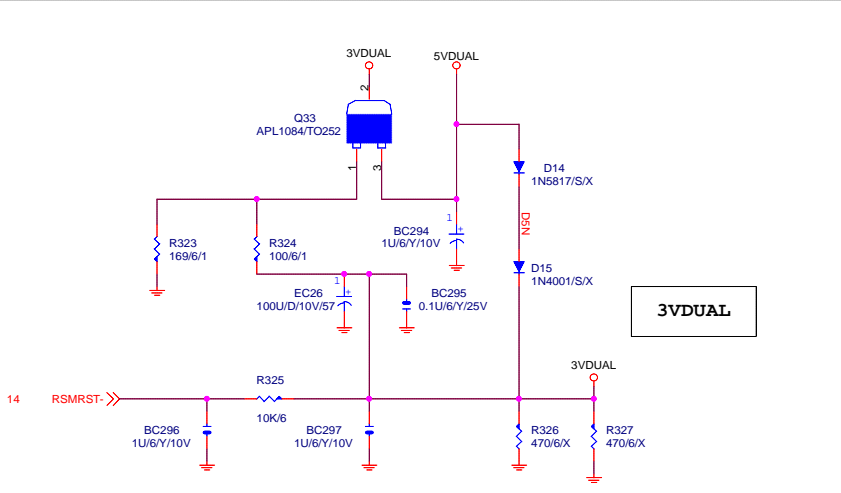 3VDUAL
5VDUAL
2
Q33
APL1084/TO252
1
3
D14
1N5817/S/X
D5N
1
BC294
1U/6/Y/10V
R323
169/6/1
R324
100/6/1
D15
1N4001/S/X
1
EC26
100U/D/10V/57
BC295
0.1U/6/Y/25V
3VDUAL
3VDUAL
14
RSMRST-
R325
10K/6
BC296
1U/6/Y/10V
BC297
1U/6/Y/10V
R326
470/6/X
R327
470/6/X